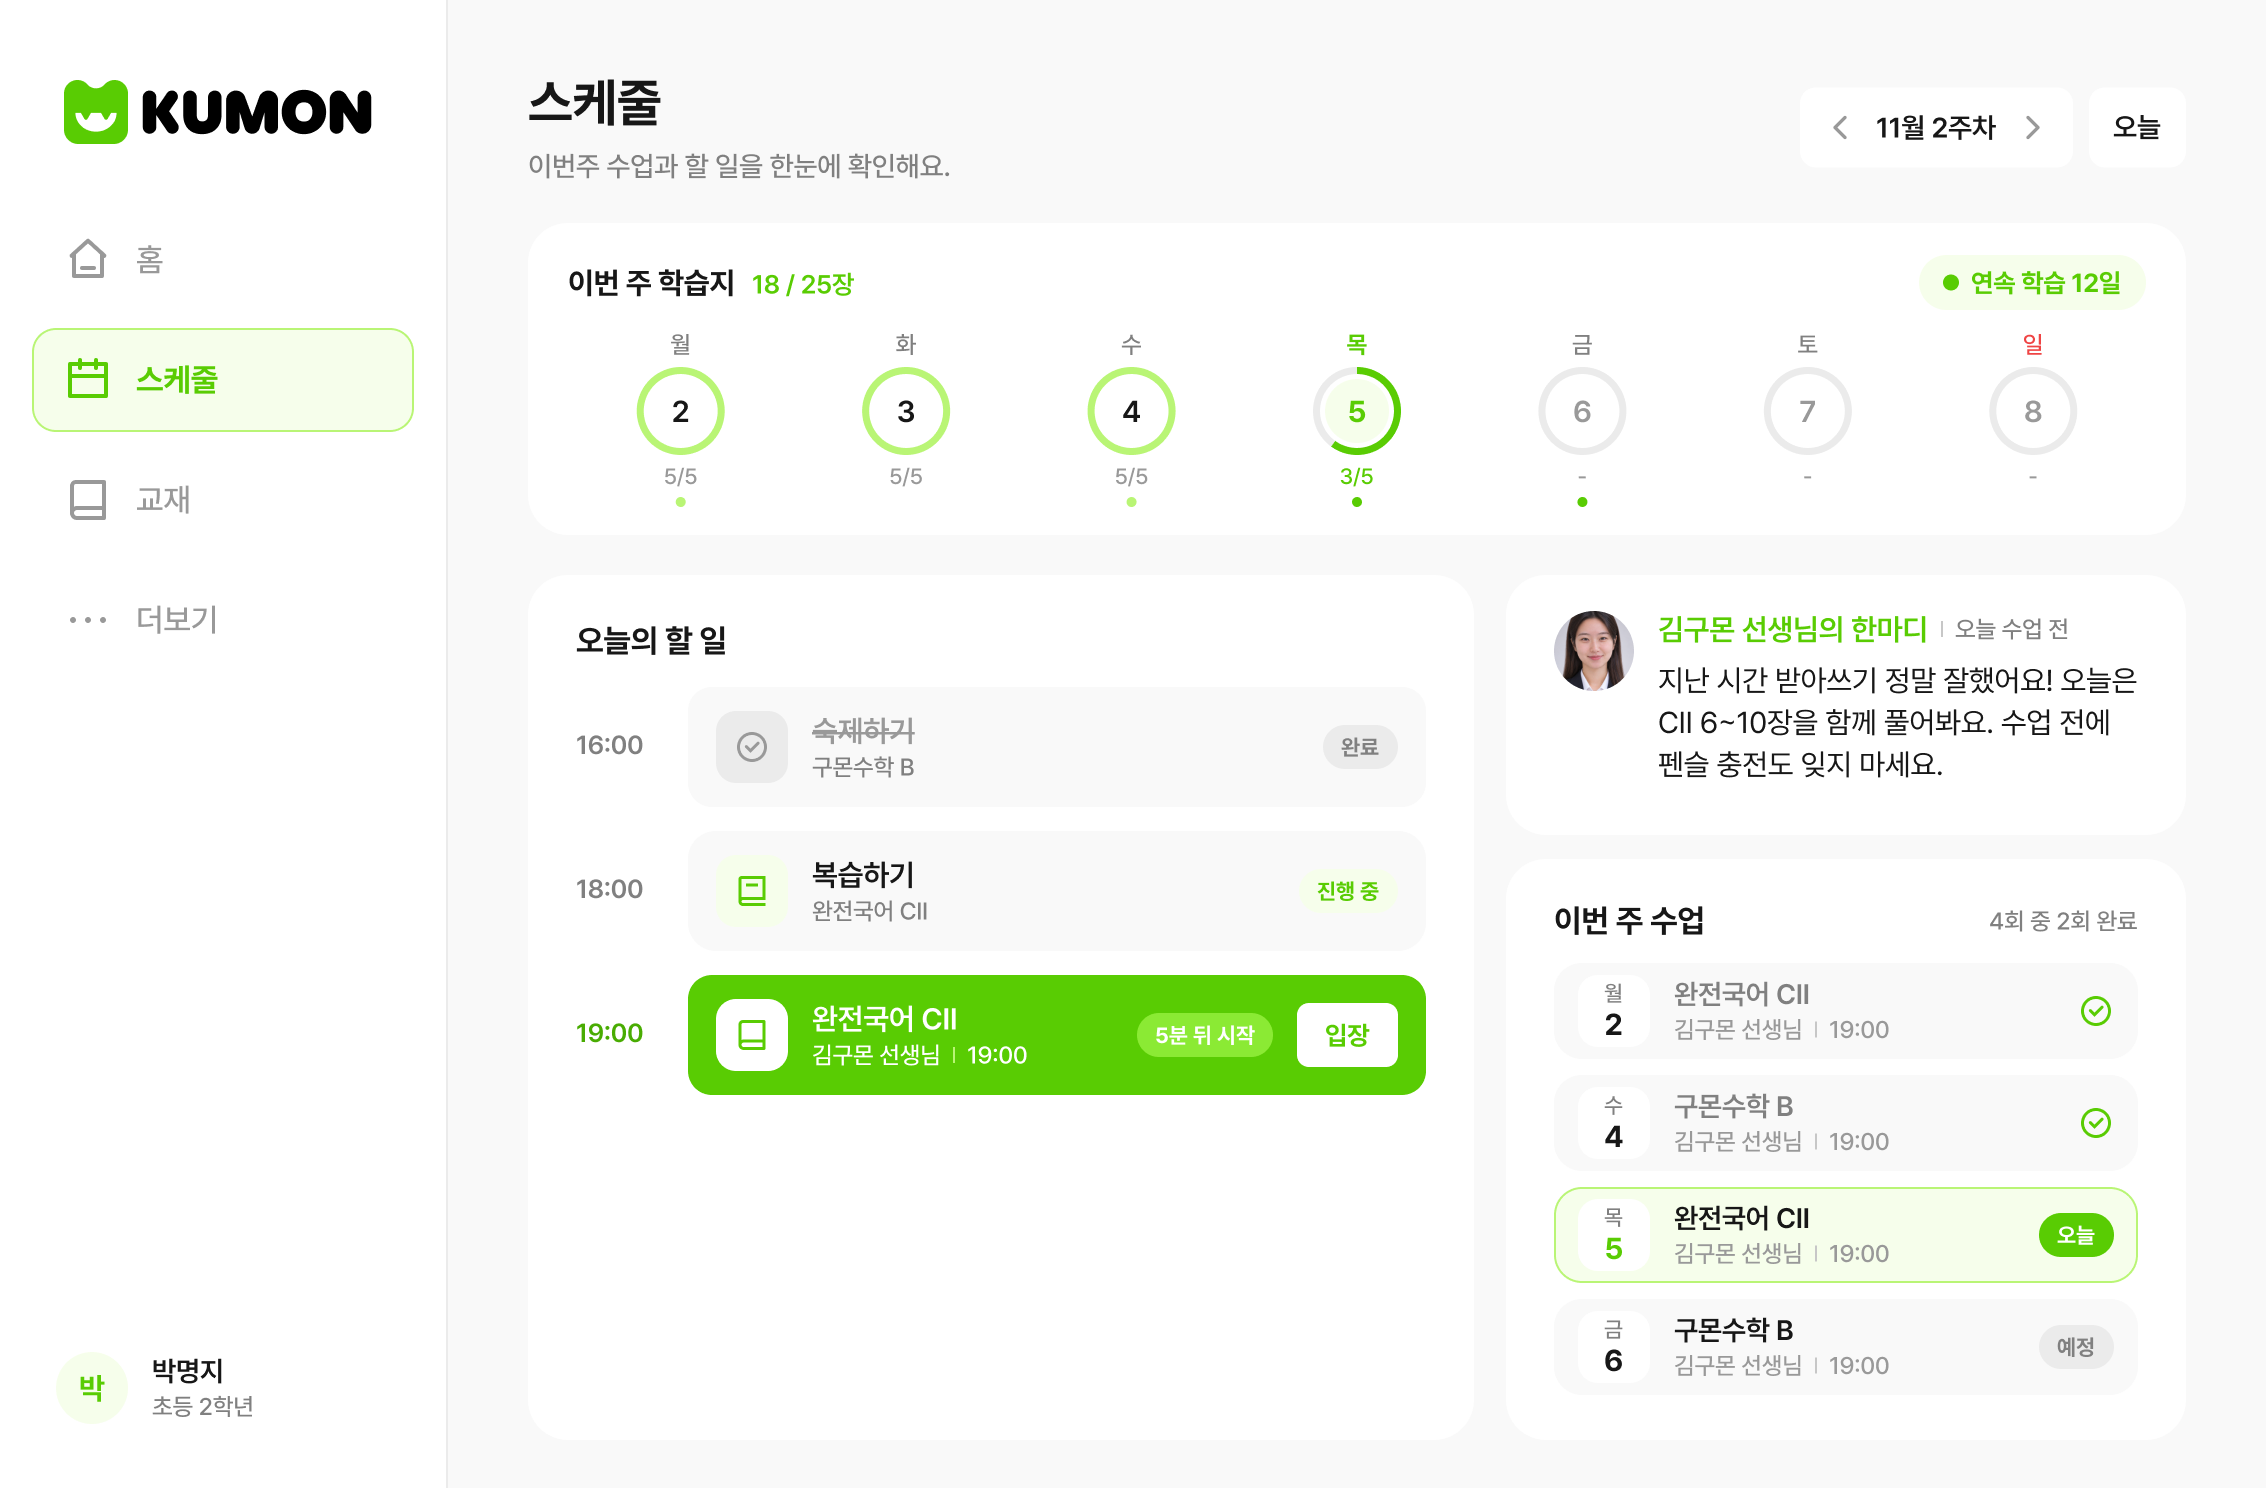 KUMON
홈
스케줄
교재
더보기
박
박명지
초등 2학년
스케줄
이번주 수업과 할 일을 한눈에 확인해요.
11월 2주차
오늘
이번 주 학습지 18 / 25장
연속 학습 12일
월 화 수 목 금 토 일
2 3 4 5 6 7 8
5/5 5/5 5/5 3/5 - - -
오늘의 할 일
16:00
숙제하기
구몬수학 B
완료
18:00
복습하기
완전국어 CII
진행 중
19:00
완전국어 CII
김구몬 선생님 | 19:00
5분 뒤 시작
입장
김구몬 선생님의 한마디 | 오늘 수업 전
지난 시간 받아쓰기 정말 잘했어요! 오늘은
CII 6~10장을 함께 풀어봐요. 수업 전에
펜슬 충전도 잊지 마세요.
이번 주 수업
4회 중 2회 완료
월
2
완전국어 CII
김구몬 선생님 | 19:00
수
4
구몬수학 B
김구몬 선생님 | 19:00
목
5
완전국어 CII
김구몬 선생님 | 19:00
오늘
금
6
구몬수학 B
김구몬 선생님 | 19:00
예정